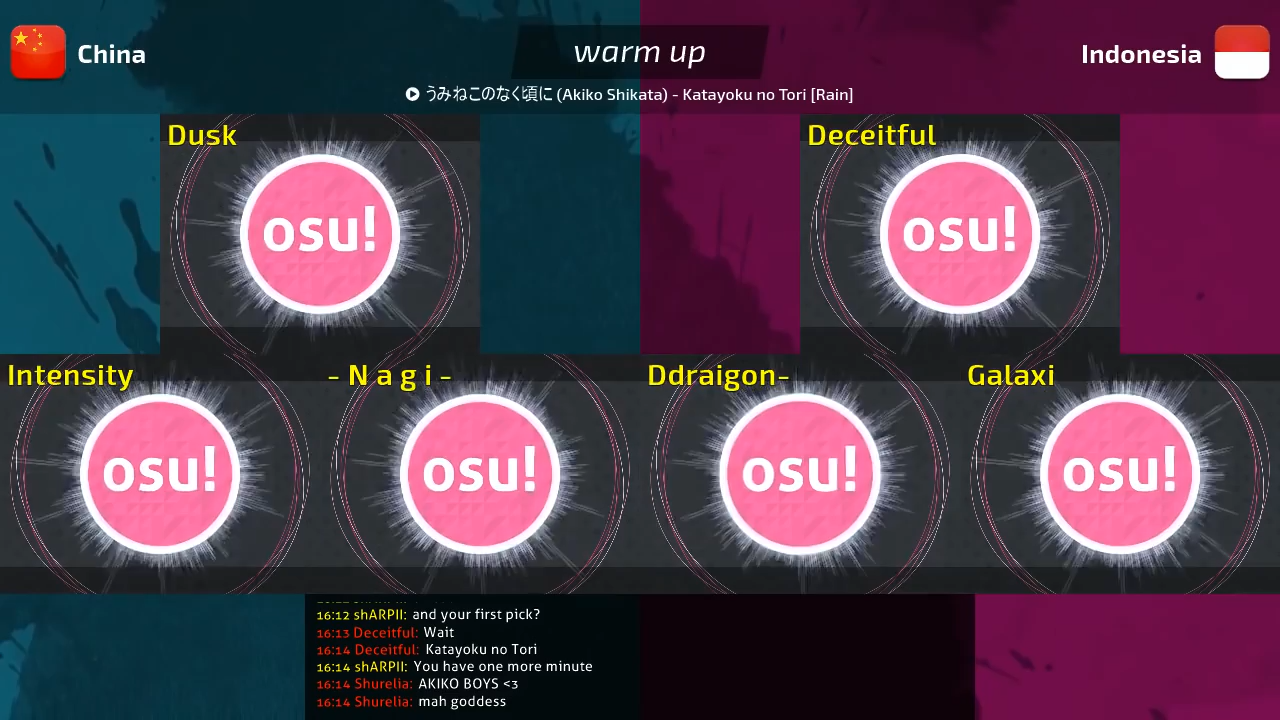 China
warm up
Indonesia
うみねこのなく頃に (Akiko Shikata) - Katayoku no Tori [Rain]
Dusk
Deceitful
osu!
osu!
Intensity
- N a g i -
Ddraigon-
Galaxi
osu!
osu!
osu!
osu!
16:12 shARPII: and your first pick?
16:13 Deceitful: Wait
16:14 Deceitful: Katayoku no Tori
16:14 shARPII: You have one more minute
16:14 Shurelia: AKIKO BOYS <3
16:14 Shurelia: mah goddess